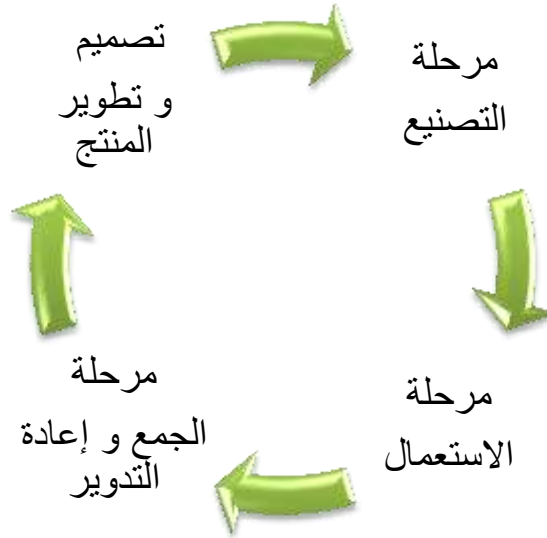 تصميم
و تطوير
المنتج
مرحلة
التصنيع
مرحلة
الاستعمال
مرحلة
الجمع و إعادة
التدوير